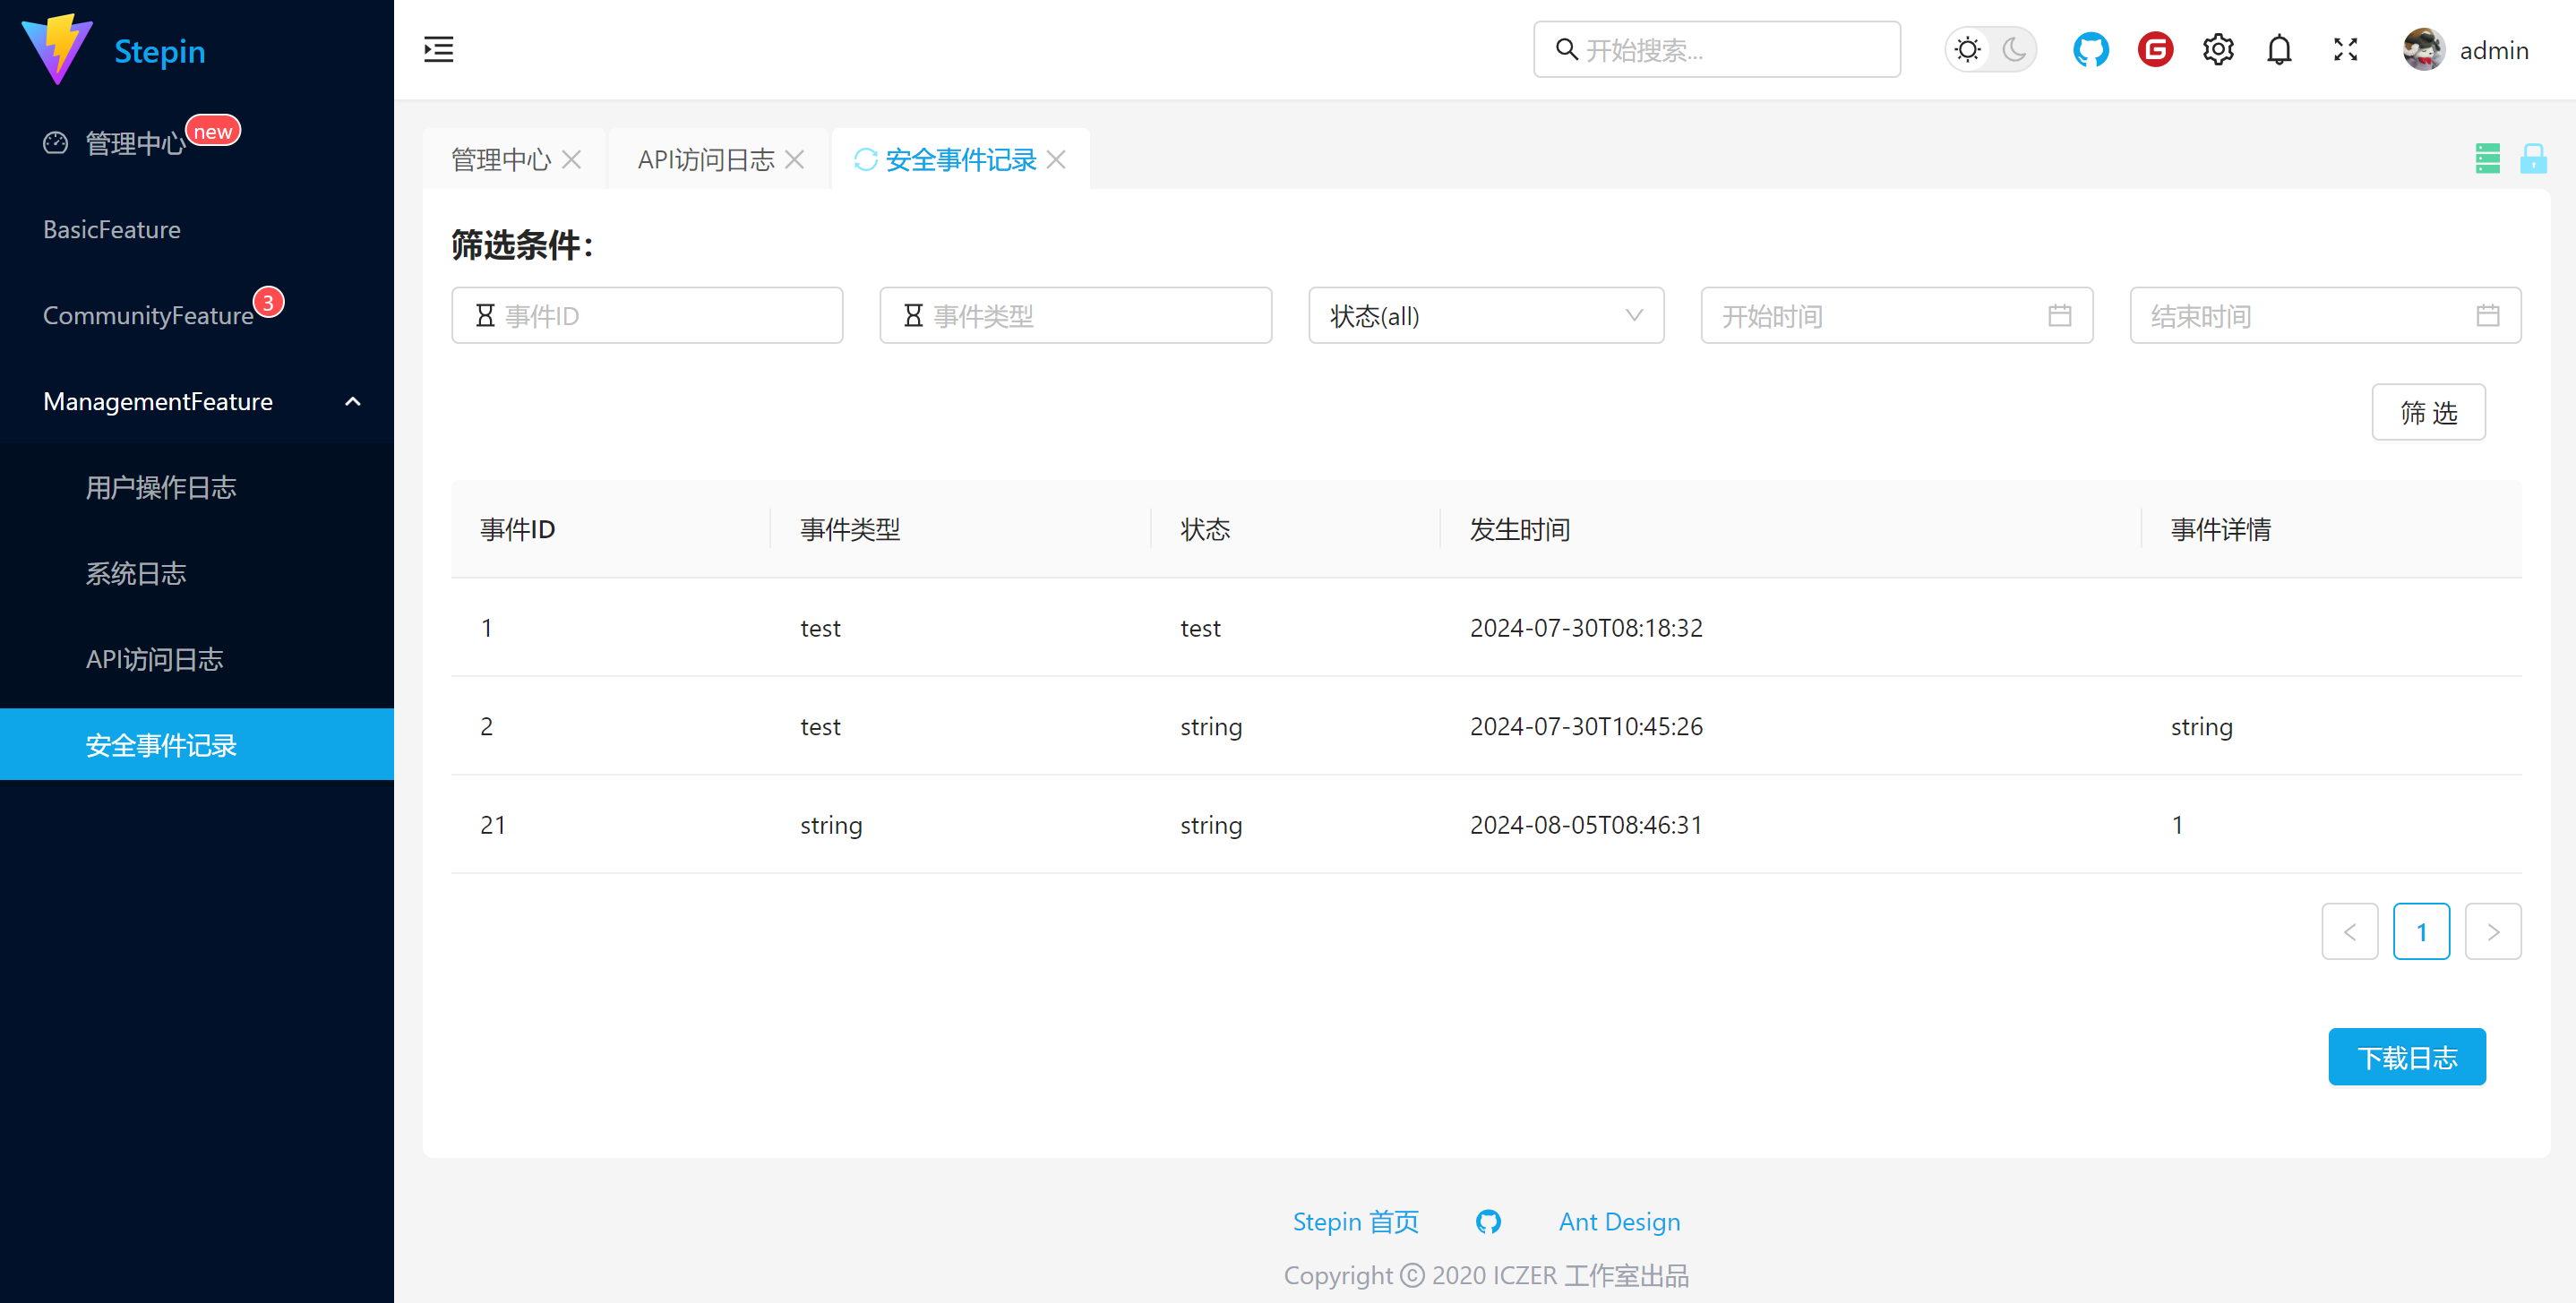 Stepin
开始搜索...
admin
管理中心 new
BasicFeature
CommunityFeature 3
ManagementFeature
用户操作日志
系统日志
API访问日志
安全事件记录
管理中心
API访问日志
安全事件记录
筛选条件：
事件ID
事件类型
状态(all)
开始时间
结束时间
筛 选
事件ID 事件类型 状态 发生时间 事件详情
1 test test 2024-07-30T08:18:32
2 test string 2024-07-30T10:45:26 string
21 string string 2024-08-05T08:46:31 1
< 1 >
下载日志
Stepin 首页 Ant Design
Copyright © 2020 ICZER 工作室出品